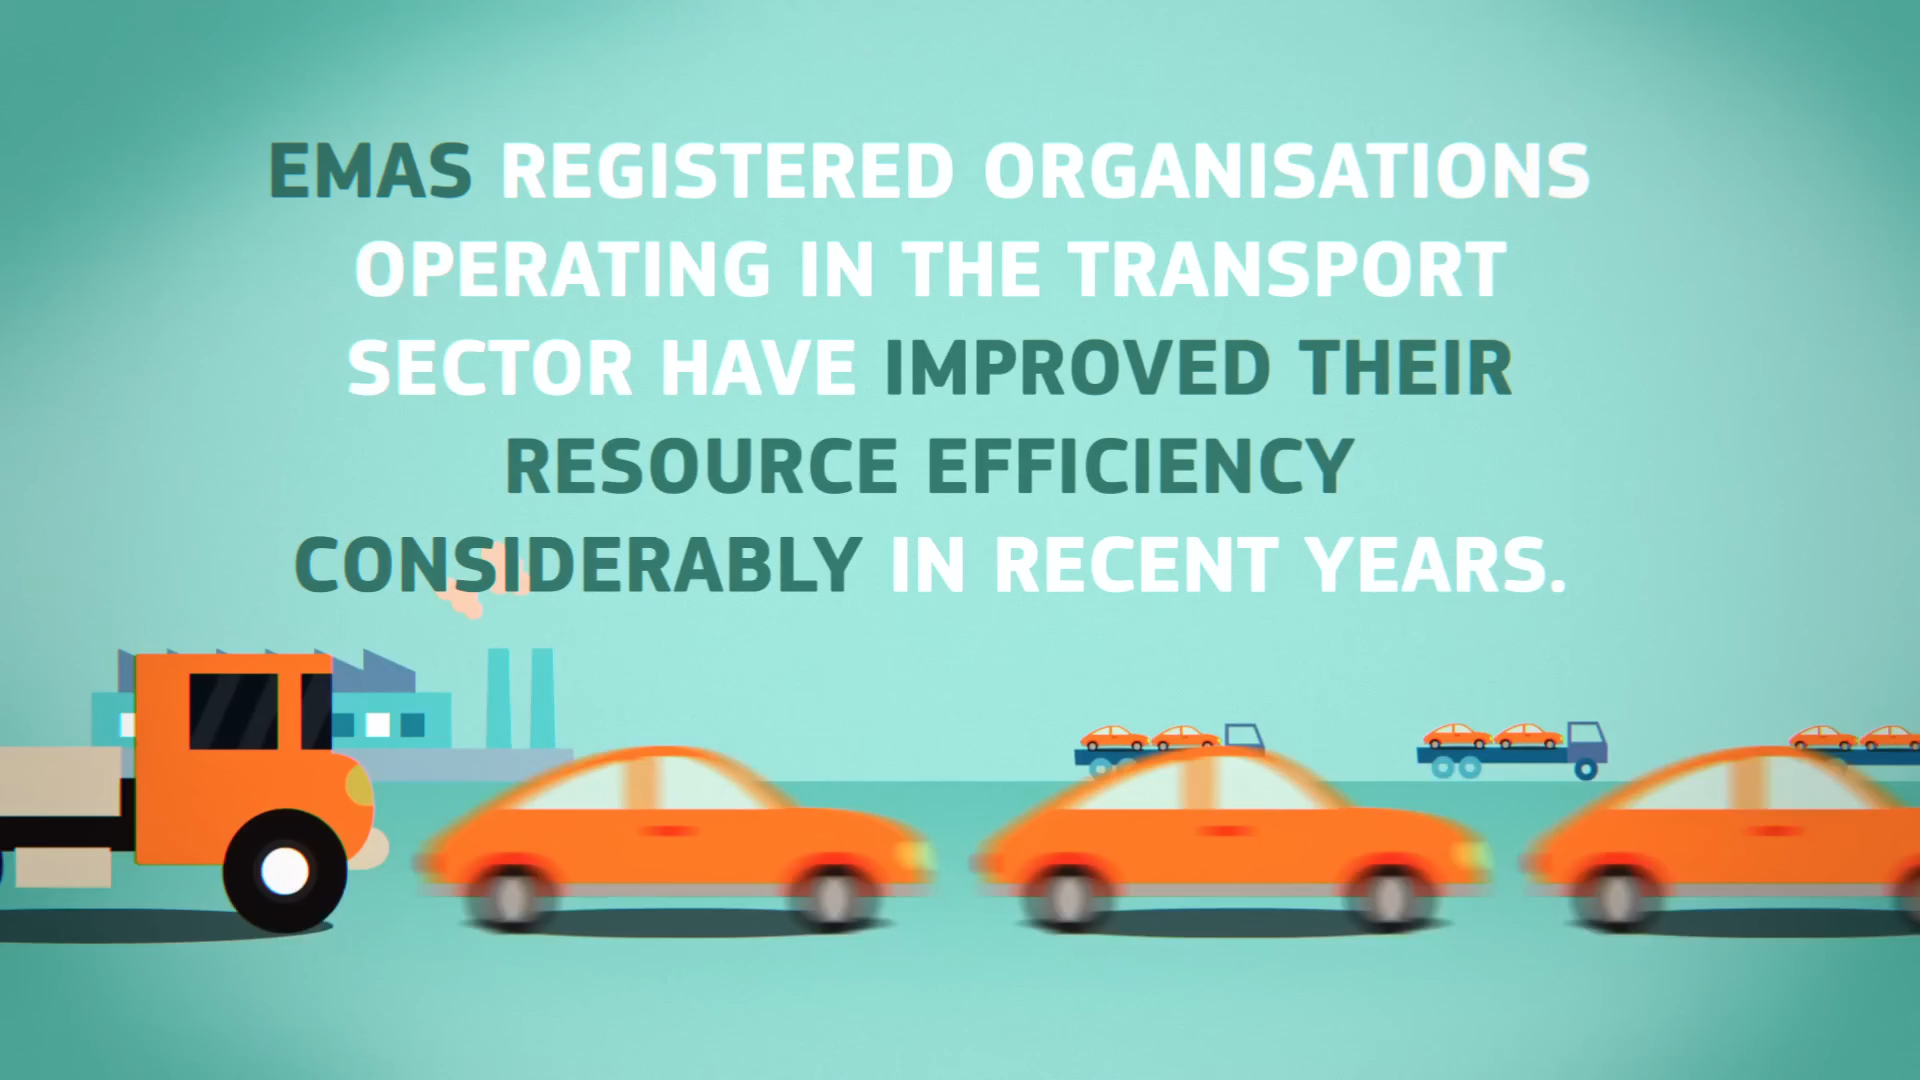 EMAS REGISTERED ORGANISATIONS
OPERATING IN THE TRANSPORT
SECTOR HAVE IMPROVED THEIR
RESOURCE EFFICIENCY
CONSIDERABLY IN RECENT YEARS.